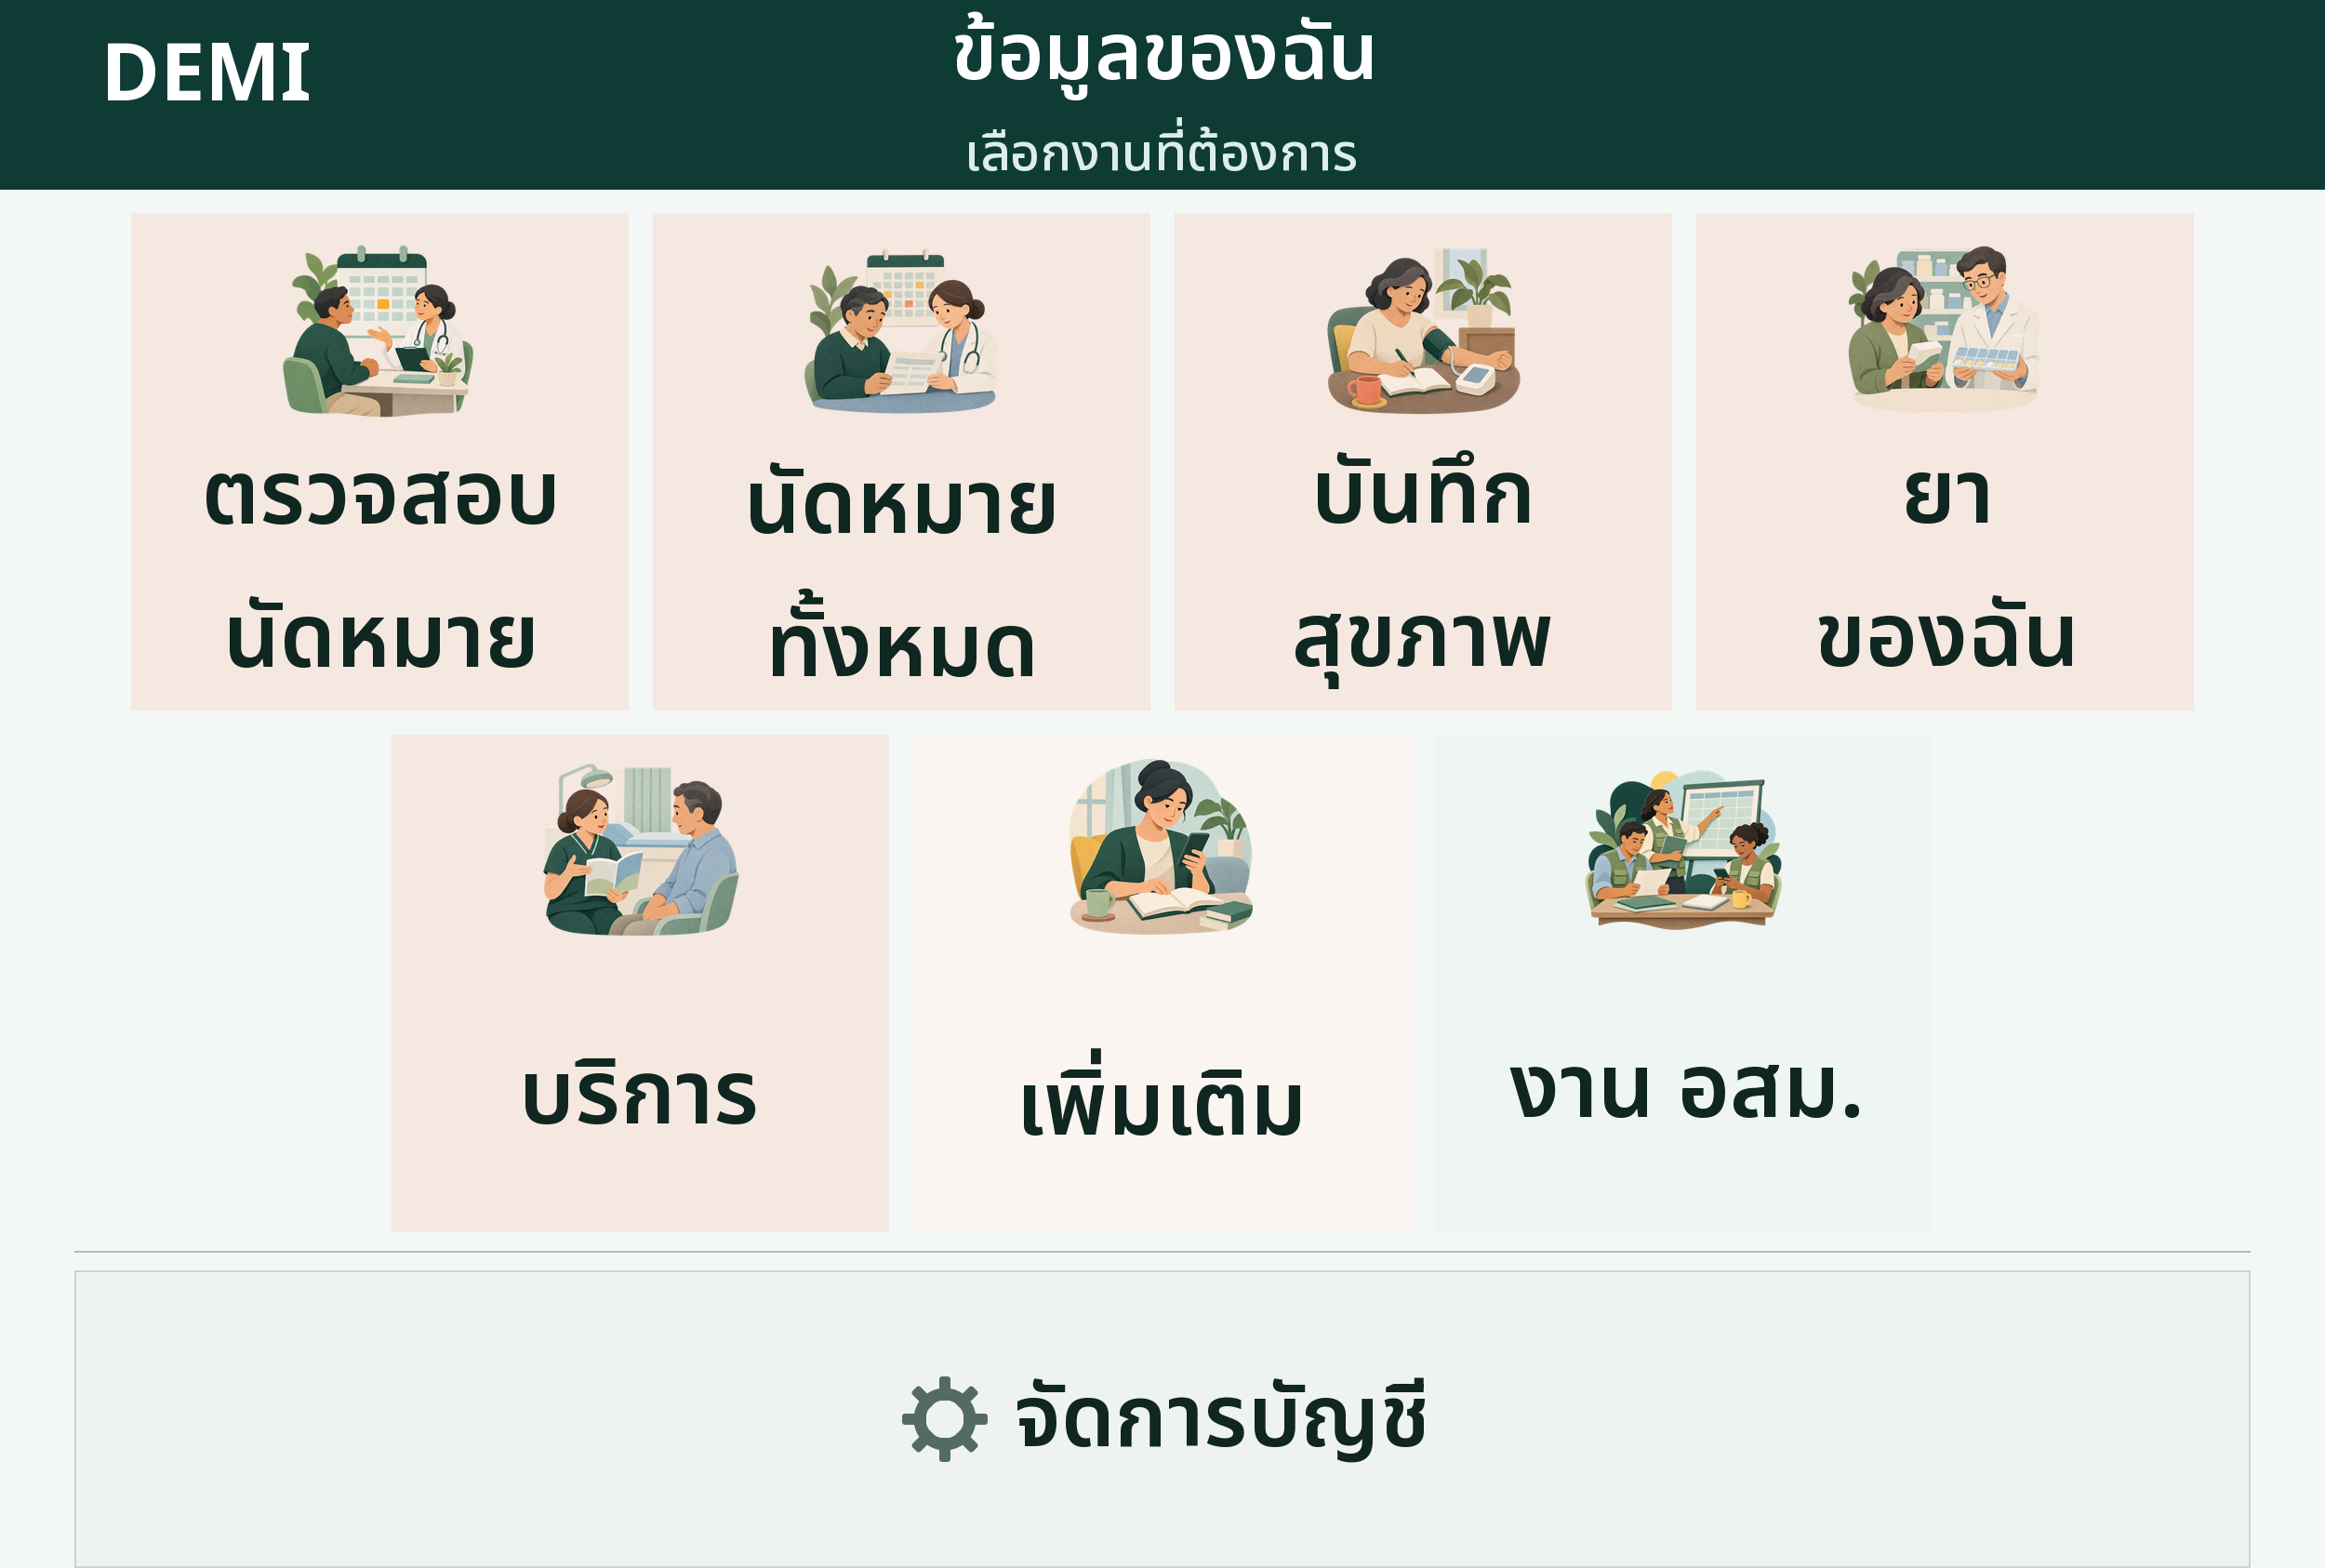 DEMI
ข้อมูลของฉัน
เลือกงานที่ต้องการ
ตรวจสอบ
นัดหมาย
นัดหมาย
ทั้งหมด
บันทึก
สุขภาพ
ยา
ของฉัน
บริการ
เพิ่มเติม
งาน อสม.
จัดการบัญชี